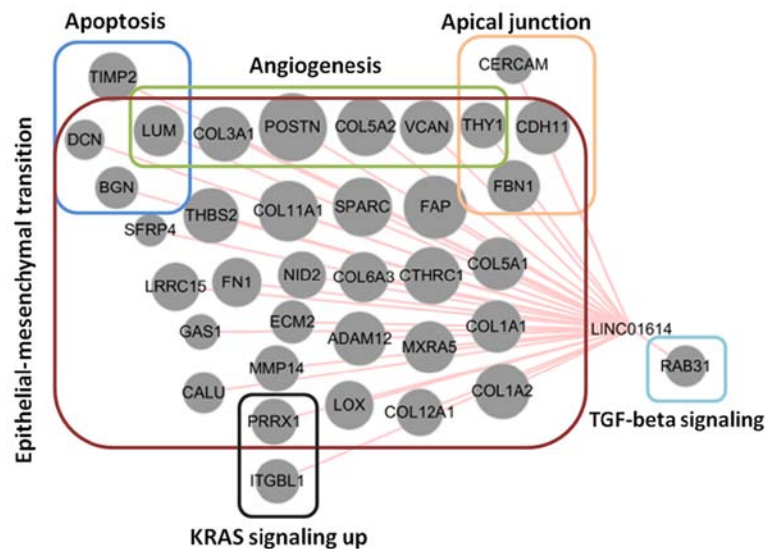 Apoptosis
Apical junction
Angiogenesis
CERCAM
TIMP2
DCN
LUM
COL3A1
POSTN
COL5A2
VCAN
THY1
CDH11
BGN
FBN1
SFRP4
THBS2
COL11A1
SPARC
FAP
LRRC15
FN1
NID2
COL6A3
CTHRC1
COL5A1
GAS1
ECM2
ADAM12
MXRA5
COL1A1
LINC01614
MMP14
RAB31
CALU
PRRX1
LOX
COL12A1
COL1A2
TGF-beta signaling
ITGBL1
KRAS signaling up
Epithelial-mesenchymal transition